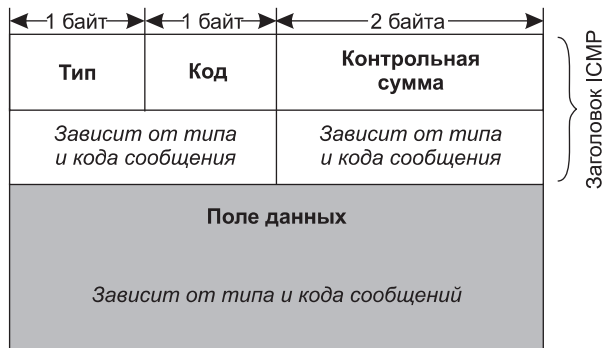 1 байт 1 байт 2 байта
Тип Код Контрольная
сумма
Зависит от типа Зависит от типа
и кода сообщения и кода сообщения
Заголовок ICMP
Поле данных
Зависит от типа и кода сообщений